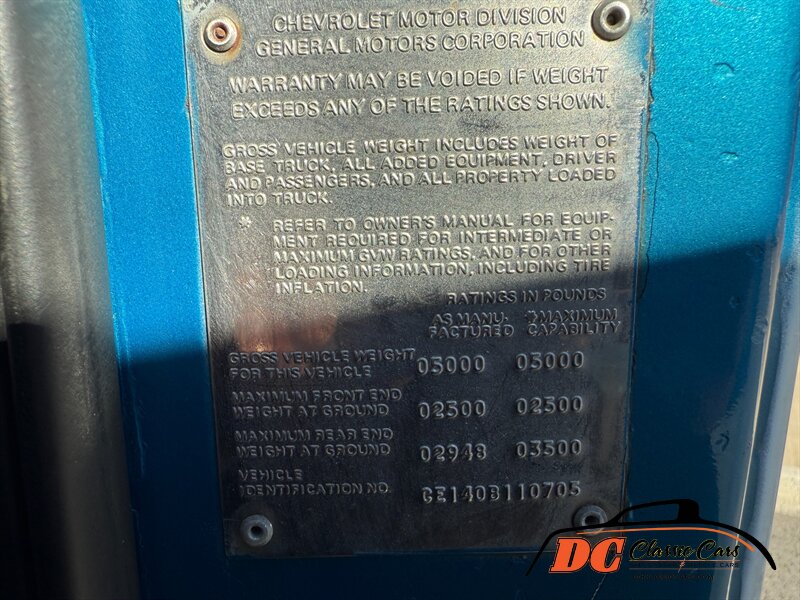 CHEVROLET MOTOR DIVISION
GENERAL MOTORS CORPORATION
WARRANTY MAY BE VOIDED IF WEIGHT
EXCEEDS ANY OF THE RATINGS SHOWN.
GROSS VEHICLE WEIGHT INCLUDES WEIGHT OF
BASE TRUCK, ALL ADDED EQUIPMENT, DRIVER
AND PASSENGERS, AND ALL PROPERTY LOADED
INTO TRUCK.
* REFER TO OWNER'S MANUAL FOR EQUIP-
MENT REQUIRED FOR INTERMEDIATE OR
MAXIMUM GVW RATINGS, AND FOR OTHER
LOADING INFORMATION, INCLUDING TIRE
INFLATION.
RATINGS IN POUNDS
AS MANU- *MAXIMUM
FACTURED CAPABILITY
GROSS VEHICLE WEIGHT
FOR THIS VEHICLE 05000 05000
MAXIMUM FRONT END
WEIGHT AT GROUND 02500 02500
MAXIMUM REAR END
WEIGHT AT GROUND 02948 03500
VEHICLE
IDENTIFICATION NO. CE140B110705
DC Classic Cars
CARS